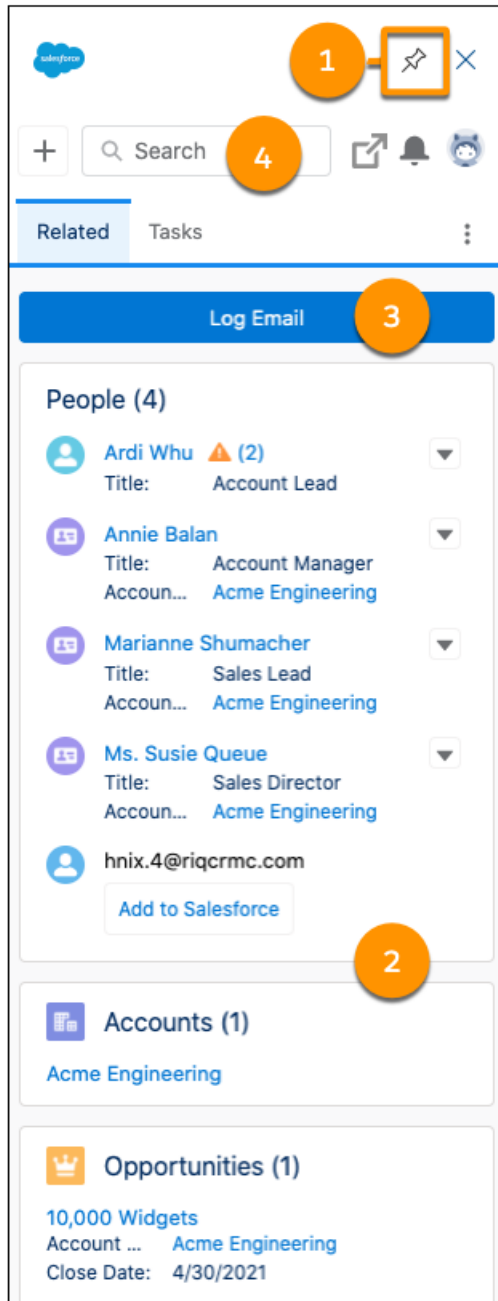 salesforce
1
Search
4
Related Tasks
Log Email
3
People (4)
Ardi Whu (2)
Title: Account Lead
Annie Balan
Title: Account Manager
Accoun... Acme Engineering
Marianne Shumacher
Title: Sales Lead
Accoun... Acme Engineering
Ms. Susie Queue
Title: Sales Director
Accoun... Acme Engineering
hnix.4@riqcrmc.com
Add to Salesforce
2
Accounts (1)
Acme Engineering
Opportunities (1)
10,000 Widgets
Account ... Acme Engineering
Close Date: 4/30/2021